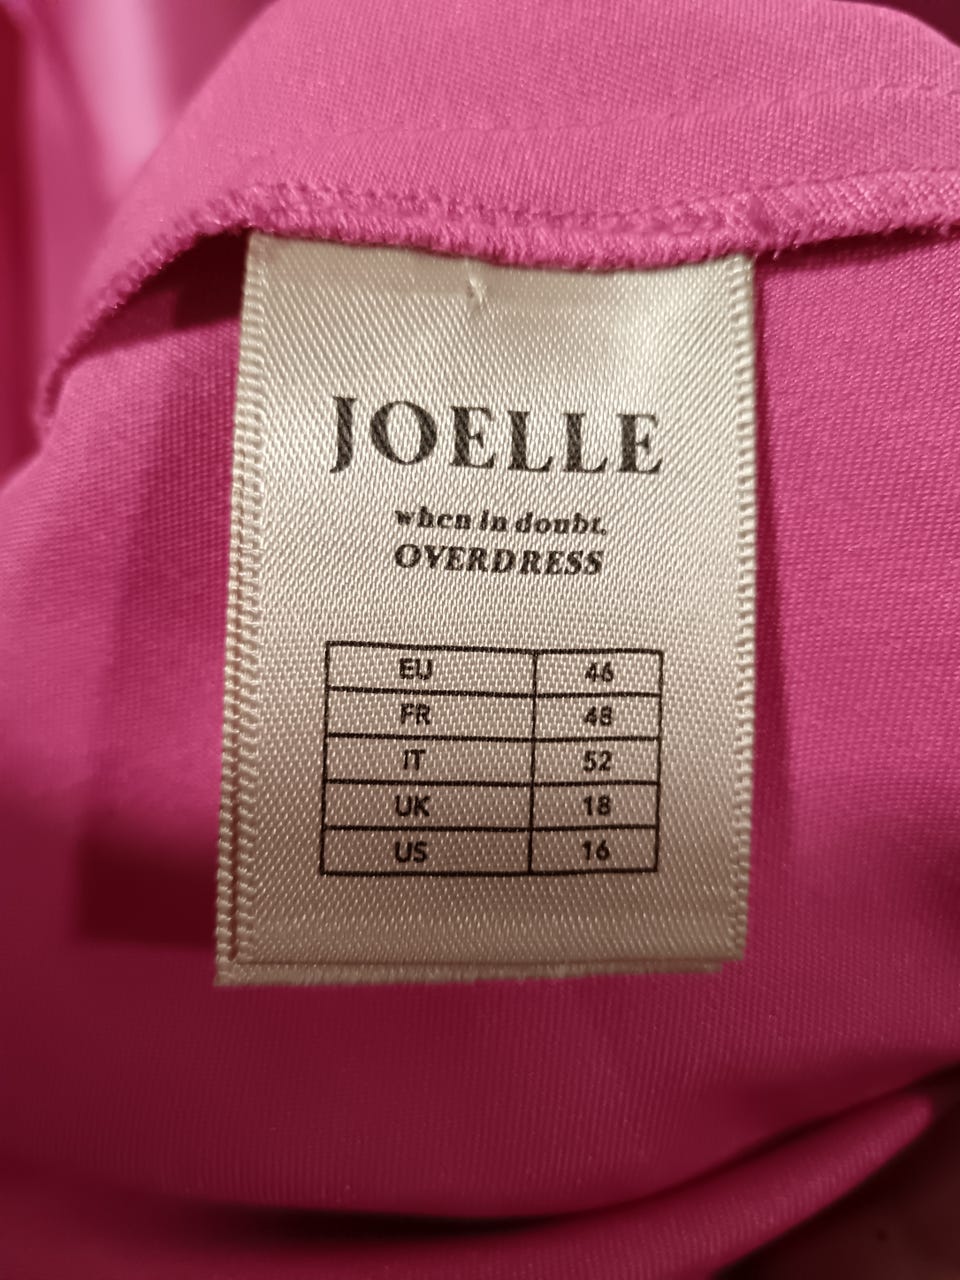 JOELLE
when in doubt,
OVERDRESS
EU 46
FR 48
IT 52
UK 18
US 16